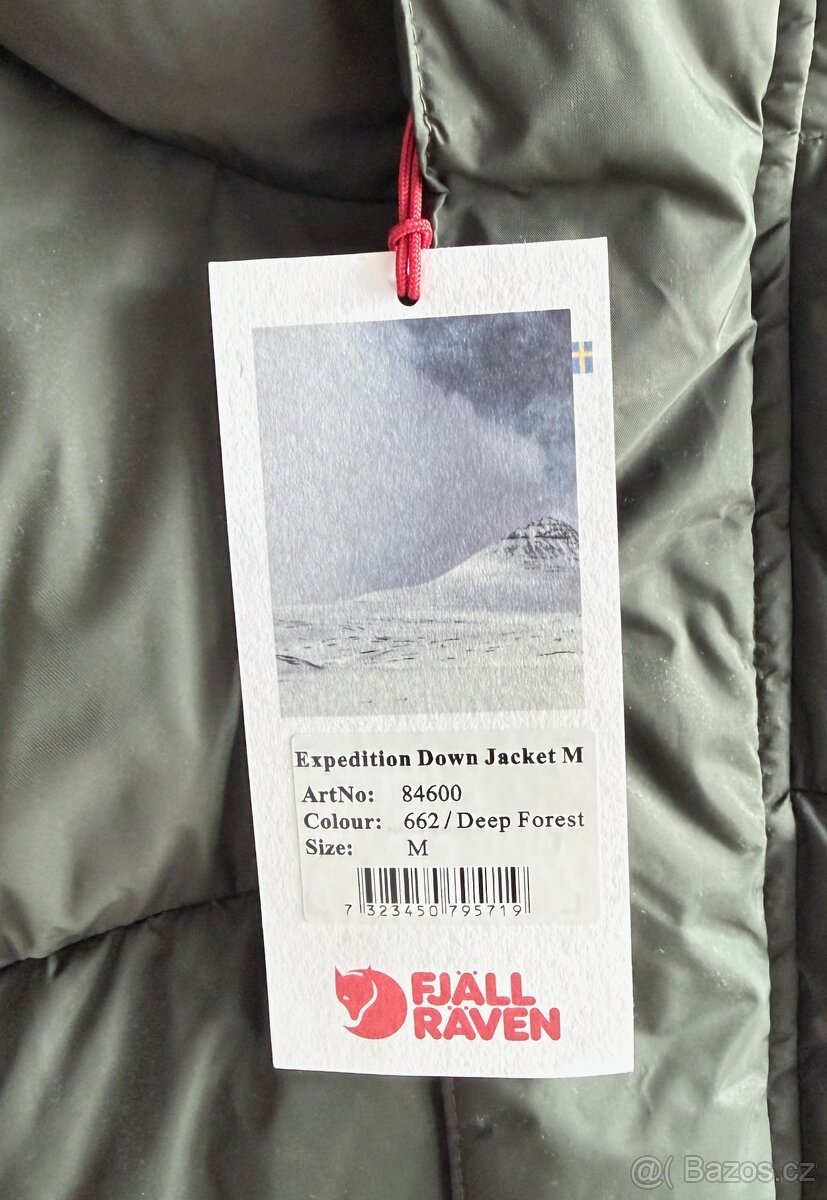 Expedition Down Jacket M
ArtNo: 84600
Colour: 662 / Deep Forest
Size: M
7 323450 795719
FJÄLL
RÄVEN
@( Bazos.cz